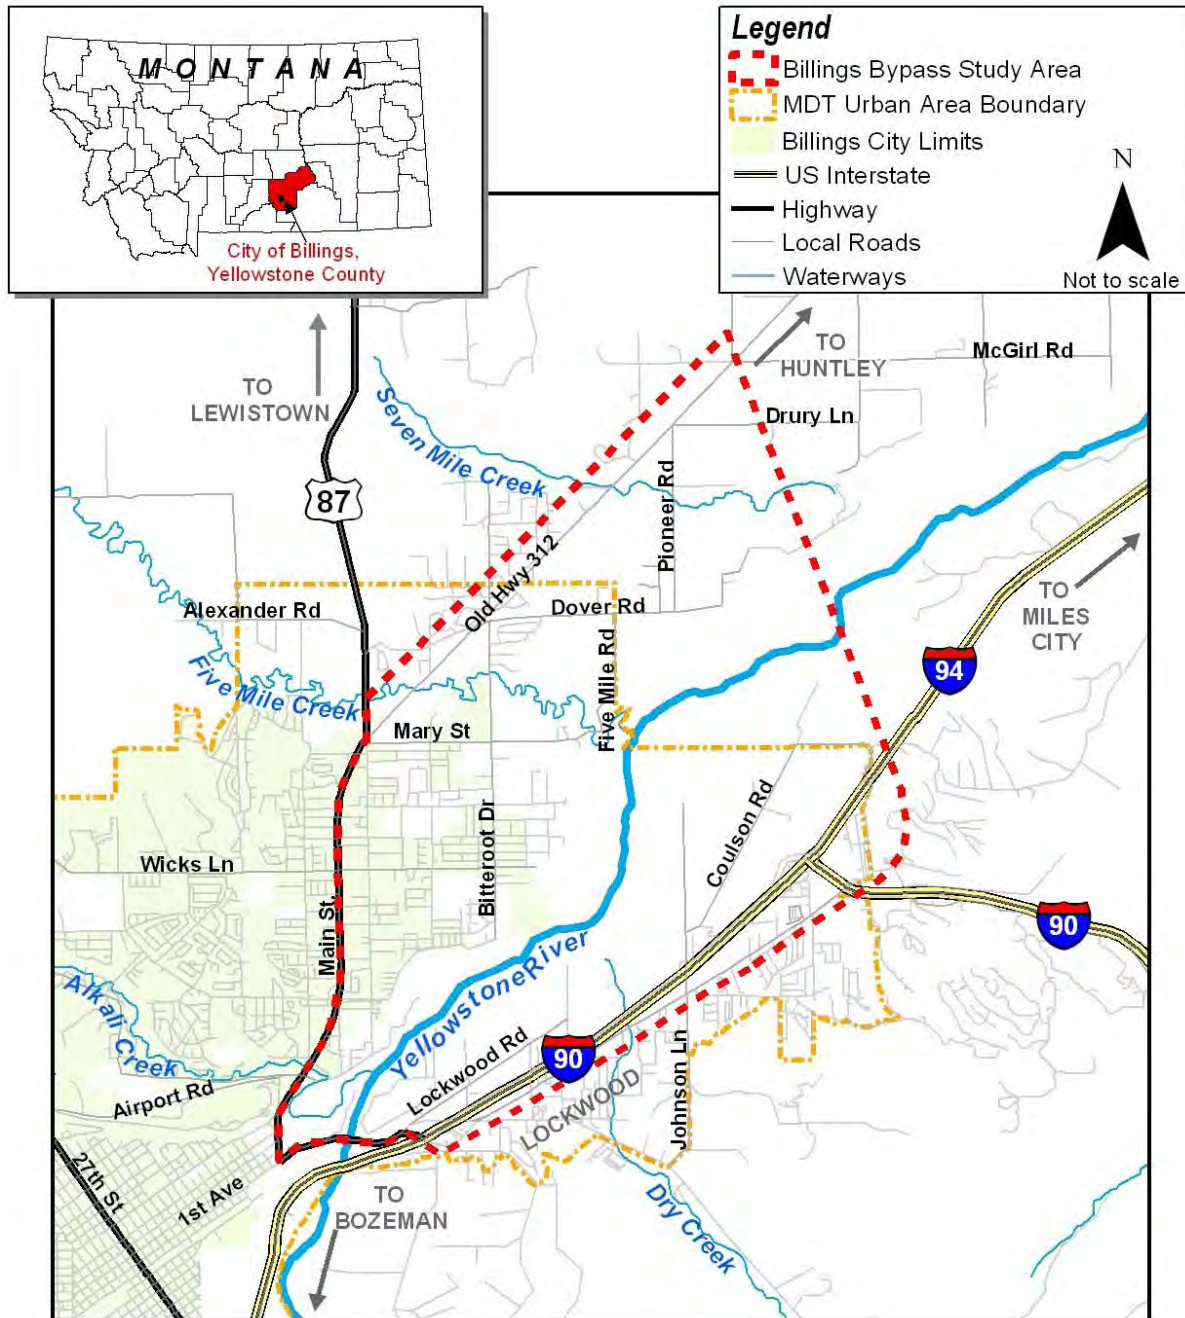 MONTANA
City of Billings,
Yellowstone County
Legend
Billings Bypass Study Area
MDT Urban Area Boundary
Billings City Limits
US Interstate
Highway
Local Roads
Waterways
N
Not to scale
TO
LEWISTOWN
TO
HUNTLEY
McGirl Rd
Drury Ln
Seven Mile Creek
Pioneer Rd
87
Old Hwy 312
Alexander Rd
Dover Rd
TO
MILES
CITY
94
Five Mile Creek
Five Mile Rd
Mary St
Coulson Rd
Bitteroot Dr
Wicks Ln
Main St.
90
Yellowstone River
Alkali
Creek
Lockwood Rd
90
Airport Rd
LOCKWOOD
Johnson Ln
27th St
1st Ave
TO
BOZEMAN
Dry Creek